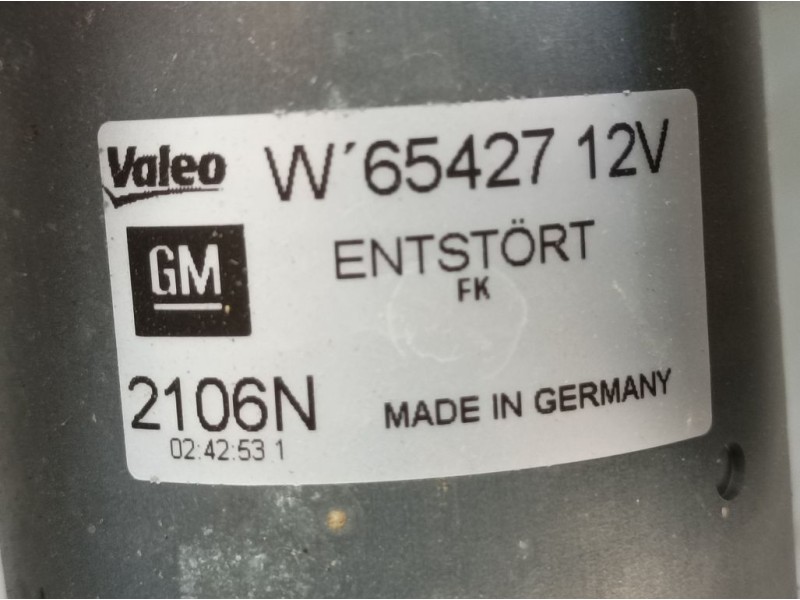 Valeo W´65427 12V
GM ENTSTÖRT
FK
2106N MADE IN GERMANY
02:42:53 1